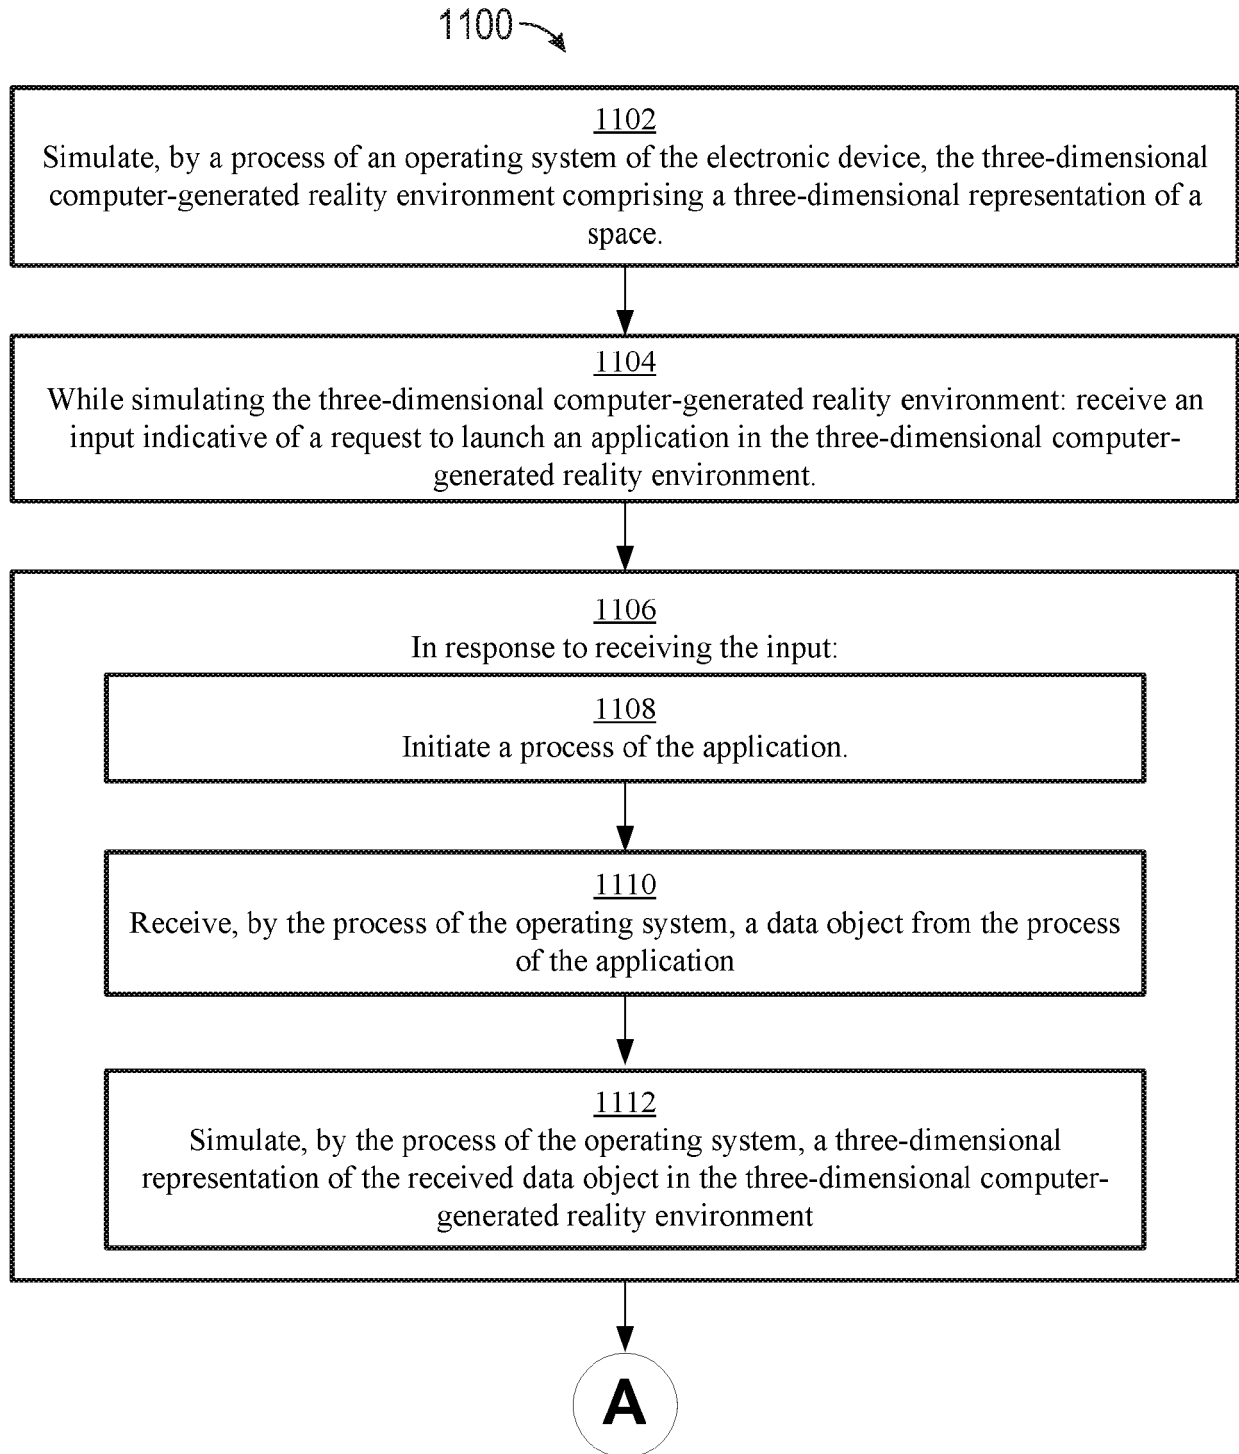 1100
1102
Simulate, by a process of an operating system of the electronic device, the three-dimensional
computer-generated reality environment comprising a three-dimensional representation of a
space.
1104
While simulating the three-dimensional computer-generated reality environment: receive an
input indicative of a request to launch an application in the three-dimensional computer-
generated reality environment.
1106
In response to receiving the input:
1108
Initiate a process of the application.
1110
Receive, by the process of the operating system, a data object from the process
of the application
1112
Simulate, by the process of the operating system, a three-dimensional
representation of the received data object in the three-dimensional computer-
generated reality environment
A